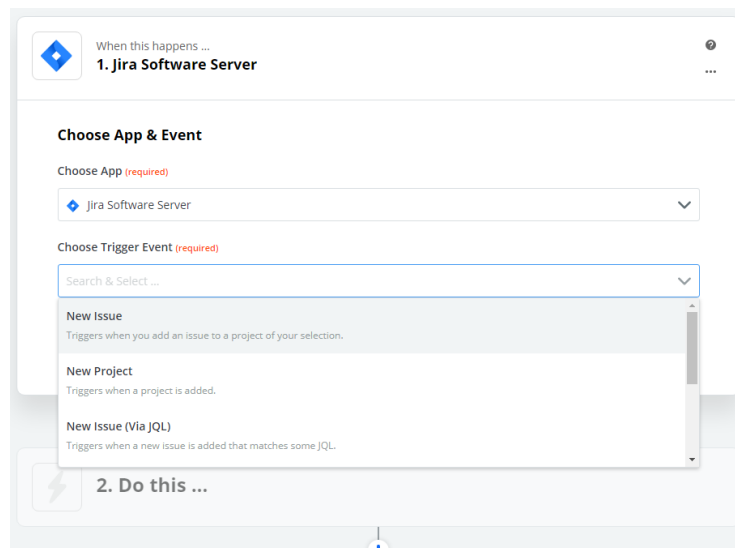 When this happens ...
1. Jira Software Server
Choose App & Event
Choose App (required)
Jira Software Server
Choose Trigger Event (required)
Search & Select ...
New Issue
Triggers when you add an issue to a project of your selection.
New Project
Triggers when a project is added.
New Issue (Via JQL)
Triggers when a new issue is added that matches some JQL.
2. Do this ...